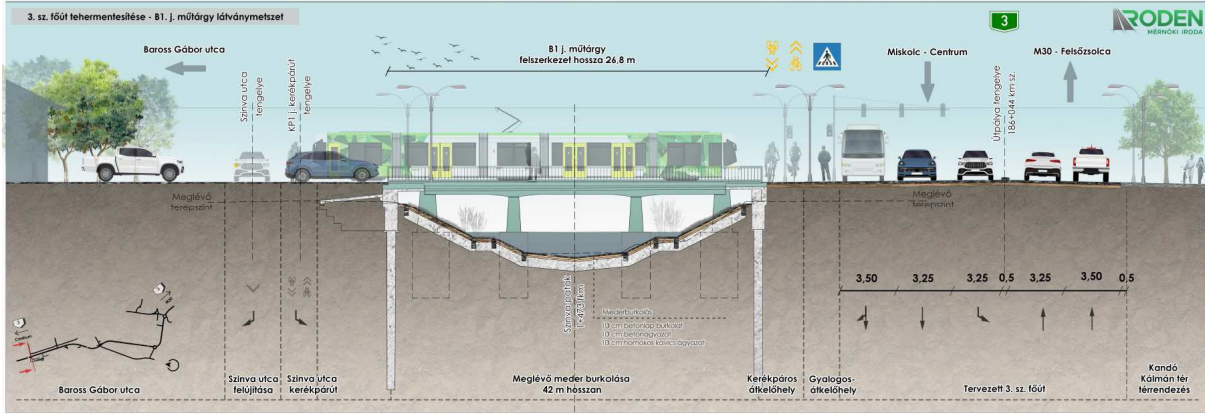 3. sz. főút tehermentesítése - B1. j. műtárgy látványmetszet
3
RODEN
MÉRNÖKI IRODA
Baross Gábor utca
B1 j. műtárgy
felszerkezet hossza 26,8 m
Miskolc - Centrum
M30 - Felsőzsolca
Szinva utca
tengelye
KP1 j. kerékpárút
tengelye
Útpálya tengelye
186+044 km sz.
Meglévő
terepszint
Meglévő
terepszint
3,50
3,25
3,25
0,5
3,25
3,50
0,5
Szinva patak
1+473 fkm
Mederburkolás
10 cm betonlap burkolat
10 cm betonágyazat
10 cm homokos kavics ágyazat
Baross Gábor utca
Szinva utca
felújítása
Szinva utca
kerékpárút
Meglévő meder burkolása
42 m hosszan
Kerékpáros
átkelőhely
Gyalogos-
átkelőhely
Tervezett 3. sz. főút
Kandó
Kálmán tér
térrendezés